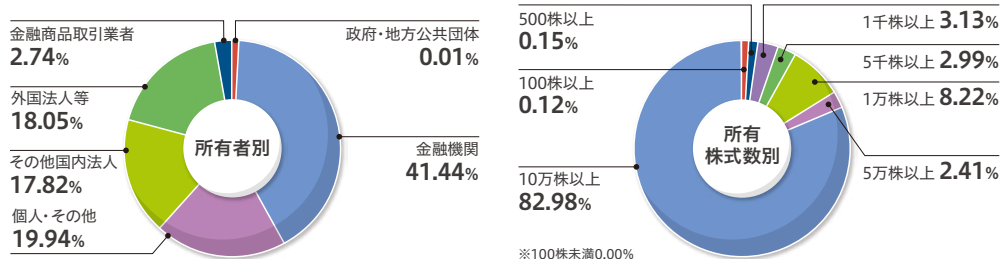 金融商品取引業者
2.74%
外国法人等
18.05%
その他国内法人
17.82%
個人・その他
19.94%
所有者別
政府・地方公共団体
0.01%
金融機関
41.44%
500株以上
0.15%
100株以上
0.12%
10万株以上
82.98%
※100株未満0.00%
所有
株式数別
1千株以上 3.13%
5千株以上 2.99%
1万株以上 8.22%
5万株以上 2.41%